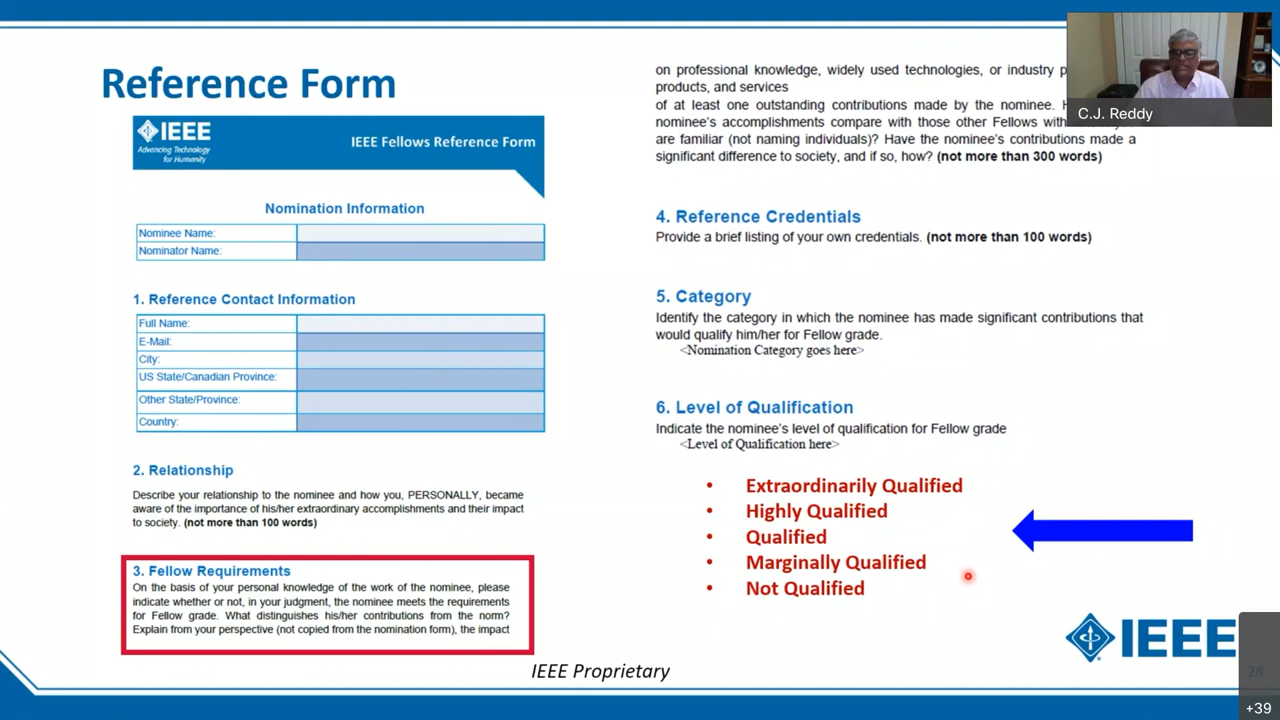 Reference Form
IEEE
Advancing Technology
for Humanity
IEEE Fellows Reference Form
Nomination Information
Nominee Name:
Nominator Name:
1. Reference Contact Information
Full Name:
E-Mail:
City:
US State/Canadian Province:
Other State/Province:
Country:
2. Relationship
Describe your relationship to the nominee and how you, PERSONALLY, became
aware of the importance of his/her extraordinary accomplishments and their impact
to society. (not more than 100 words)
3. Fellow Requirements
On the basis of your personal knowledge of the work of the nominee, please
indicate whether or not, in your judgment, the nominee meets the requirements
for Fellow grade. What distinguishes his/her contributions from the norm?
Explain from your perspective (not copied from the nomination form), the impact
on professional knowledge, widely used technologies, or industry
products, and services
of at least one outstanding contributions made by the nominee.
nominee's accomplishments compare with those other Fellows
are familiar (not naming individuals)? Have the nominee's contributions made a
significant difference to society, and if so, how? (not more than 300 words)
4. Reference Credentials
Provide a brief listing of your own credentials. (not more than 100 words)
5. Category
Identify the category in which the nominee has made significant contributions that
would qualify him/her for Fellow grade.
<Nomination Category goes here>
6. Level of Qualification
Indicate the nominee's level of qualification for Fellow grade
<Level of Qualification here>
• Extraordinarily Qualified
• Highly Qualified
• Qualified
• Marginally Qualified
• Not Qualified
IEEE Proprietary
IEEE
28
C.J. Reddy
+39